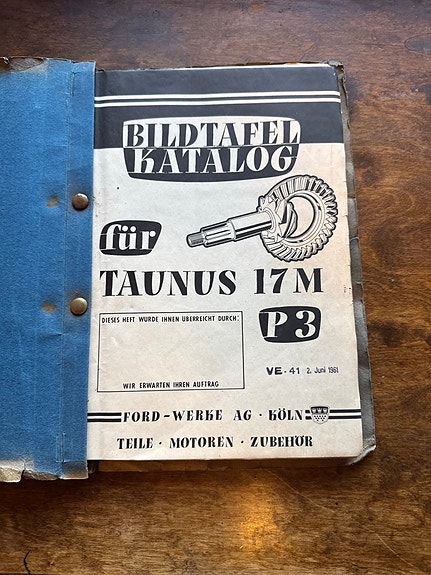 BILDTAFEL
KATALOG
für
TAUNUS 17M
P3
DIESES HEFT WURDE IHNEN ÜBERREICHT DURCH:
WIR ERWARTEN IHREN AUFTRAG
VE-41 2. Juni 1961
FORD-WERKE AG · KÖLN
TEILE · MOTOREN · ZUBEHÖR